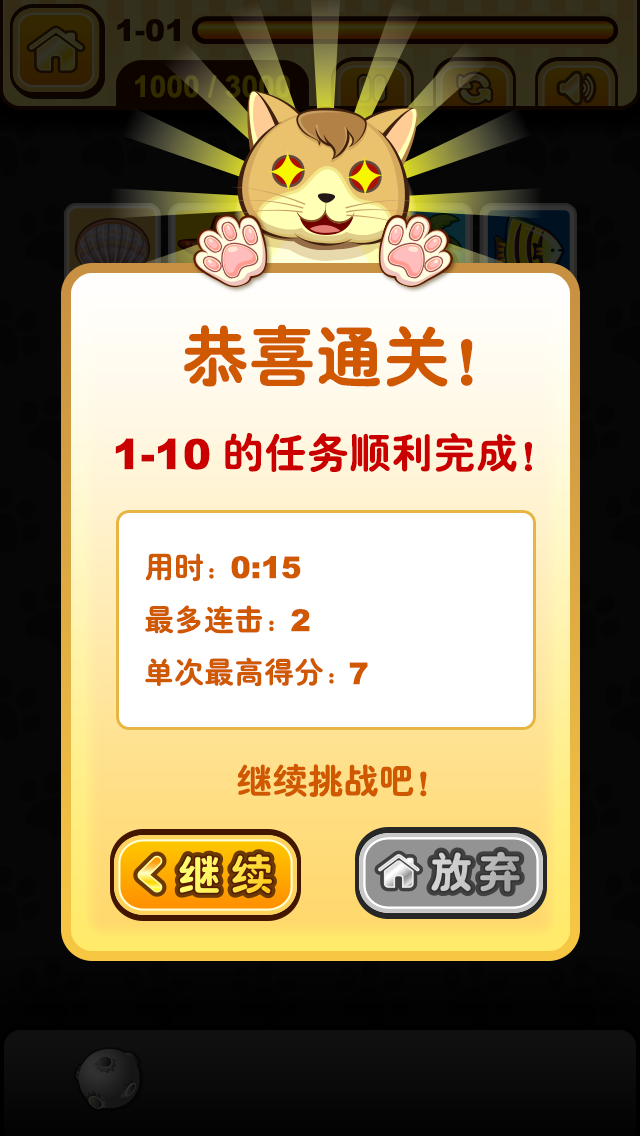 1-01
1000 / 3000
恭喜通关！
1-10 的任务顺利完成！
用时：0:15
最多连击：2
单次最高得分：7
继续挑战吧！
继续
放弃